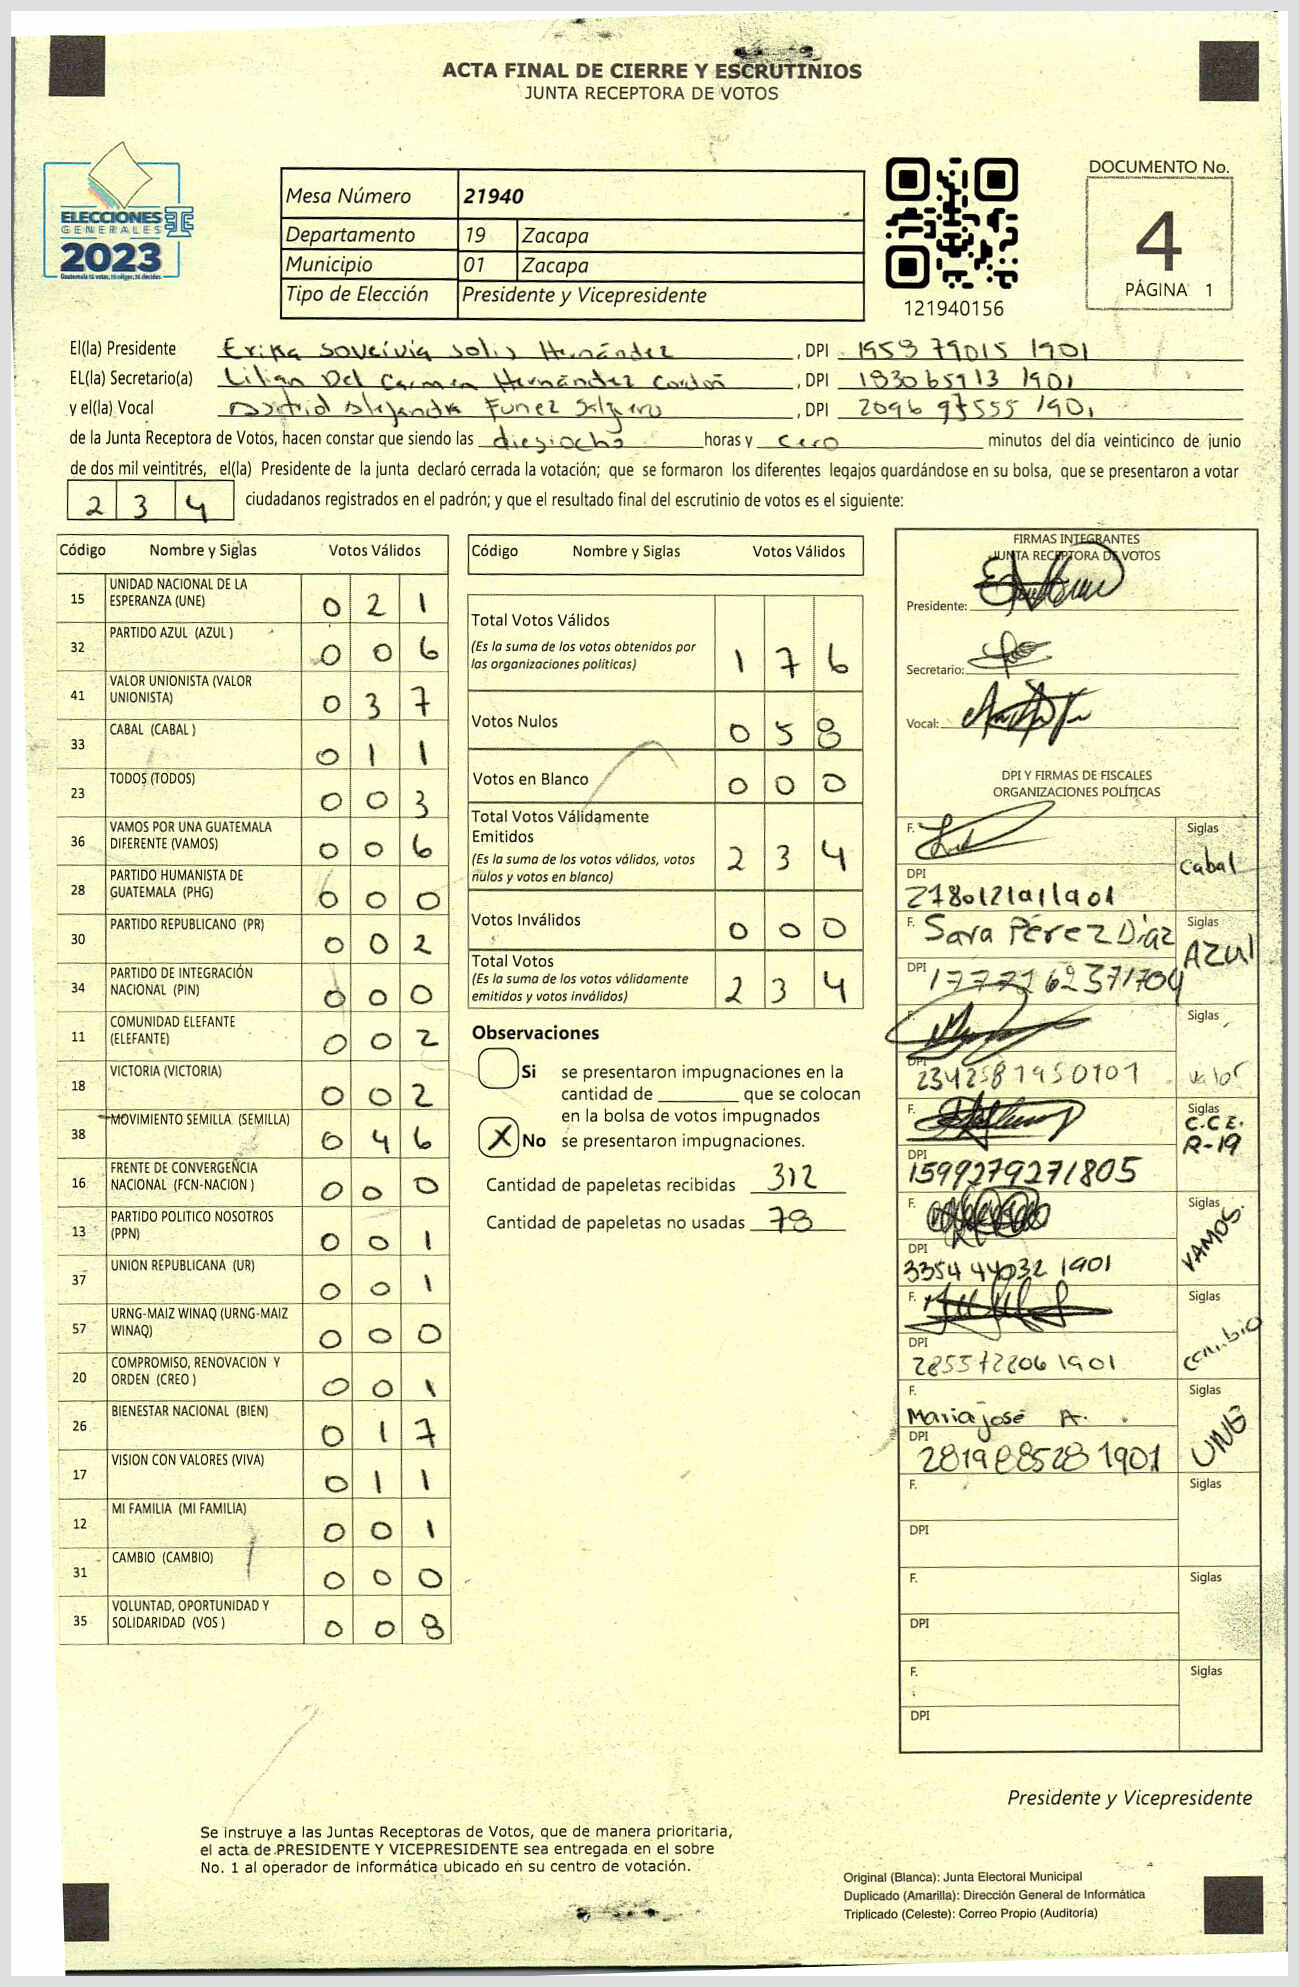 ACTA FINAL DE CIERRE Y ESCRUTINIOS
JUNTA RECEPTORA DE VOTOS
ELECCIONES
GENERALES
2023
Mesa Número 21940
Departamento 19 Zacapa
Municipio 01 Zacapa
Tipo de Elección Presidente y Vicepresidente
121940156
DOCUMENTO No.
4
PÁGINA 1
El(la) Presidente Erika Solis Hernández, DPI 1959 79015 1901
EL(la) Secretario(a) Lilian Del Carmen Hernández Cordón, DPI 193065913 1901
y el(la) Vocal Astrid Alejandra Funez Salguero, DPI 2096 97555 1901
de la Junta Receptora de Votos, hacen constar que siendo las diesiocho horas y cero minutos del día veinticinco de junio
de dos mil veintitrés, el(la) Presidente de la junta declaró cerrada la votación; que se formaron los diferentes legajos guardándose en su bolsa, que se presentaron a votar
234 ciudadanos registrados en el padrón; y que el resultado final del escrutinio de votos es el siguiente:
Código Nombre y Siglas Votos Válidos
15 UNIDAD NACIONAL DE LA ESPERANZA (UNE) 0 2 1
32 PARTIDO AZUL (AZUL ) 0 0 6
41 VALOR UNIONISTA (VALOR UNIONISTA) 0 3 7
33 CABAL (CABAL ) 0 1 1
23 TODOS (TODOS) 0 0 3
36 VAMOS POR UNA GUATEMALA DIFERENTE (VAMOS) 0 0 6
28 PARTIDO HUMANISTA DE GUATEMALA (PHG) 0 0 0
30 PARTIDO REPUBLICANO (PR) 0 0 2
34 PARTIDO DE INTEGRACIÓN NACIONAL (PIN) 0 0 0
11 COMUNIDAD ELEFANTE (ELEFANTE) 0 0 2
18 VICTORIA (VICTORIA) 0 0 2
38 MOVIMIENTO SEMILLA (SEMILLA) 0 4 6
16 FRENTE DE CONVERGENCIA NACIONAL (FCN-NACION ) 0 0 0
13 PARTIDO POLITICO NOSOTROS (PPN) 0 0 1
37 UNION REPUBLICANA (UR) 0 0 1
57 URNG-MAIZ WINAQ (URNG-MAIZ WINAQ) 0 0 0
20 COMPROMISO, RENOVACION Y ORDEN (CREO ) 0 0 1
26 BIENESTAR NACIONAL (BIEN) 0 1 7
17 VISION CON VALORES (VIVA) 0 1 1
12 MI FAMILIA (MI FAMILIA) 0 0 1
31 CAMBIO (CAMBIO) 0 0 0
35 VOLUNTAD, OPORTUNIDAD Y SOLIDARIDAD (VOS ) 0 0 8
Código Nombre y Siglas Votos Válidos
Total Votos Válidos 1 7 6
(Es la suma de los votos obtenidos por
las organizaciones políticas)
Votos Nulos 0 5 8
Votos en Blanco 0 0 0
Total Votos Válidamente
Emitidos 2 3 4
(Es la suma de los votos válidos, votos
nulos y votos en blanco)
Votos Inválidos 0 0 0
Total Votos 2 3 4
(Es la suma de los votos válidamente
emitidos y votos inválidos)
Observaciones
Si se presentaron impugnaciones en la
cantidad de ________ que se colocan
en la bolsa de votos impugnados
X No se presentaron impugnaciones.
Cantidad de papeletas recibidas 312
Cantidad de papeletas no usadas 78
FIRMAS INTEGRANTES
JUNTA RECEPTORA DE VOTOS
Presidente:
Secretario:
Vocal:
DPI Y FIRMAS DE FISCALES
ORGANIZACIONES POLÍTICAS
F. Siglas
cabal
DPI
F. Sara Pérez Díaz Siglas
AZUL
DPI 1777262371704
F. Siglas
valor
DPI 2342581950101
F. Siglas
C.C.E.
R-19
DPI
1599279271805
F. Siglas
VAMOS.
DPI
3354 44032 1901
F. Siglas
cambio
DPI
285572206 1901
F. Siglas
María José A.
UNE
DPI
281988528 1901
F. Siglas
DPI
F. Siglas
DPI
F. Siglas
DPI
Presidente y Vicepresidente
Se instruye a las Juntas Receptoras de Votos, que de manera prioritaria,
el acta de PRESIDENTE Y VICEPRESIDENTE sea entregada en el sobre
No. 1 al operador de informática ubicado en su centro de votación.
Original (Blanca): Junta Electoral Municipal
Duplicado (Amarilla): Dirección General de Informática
Triplicado (Celeste): Correo Propio (Auditoría)